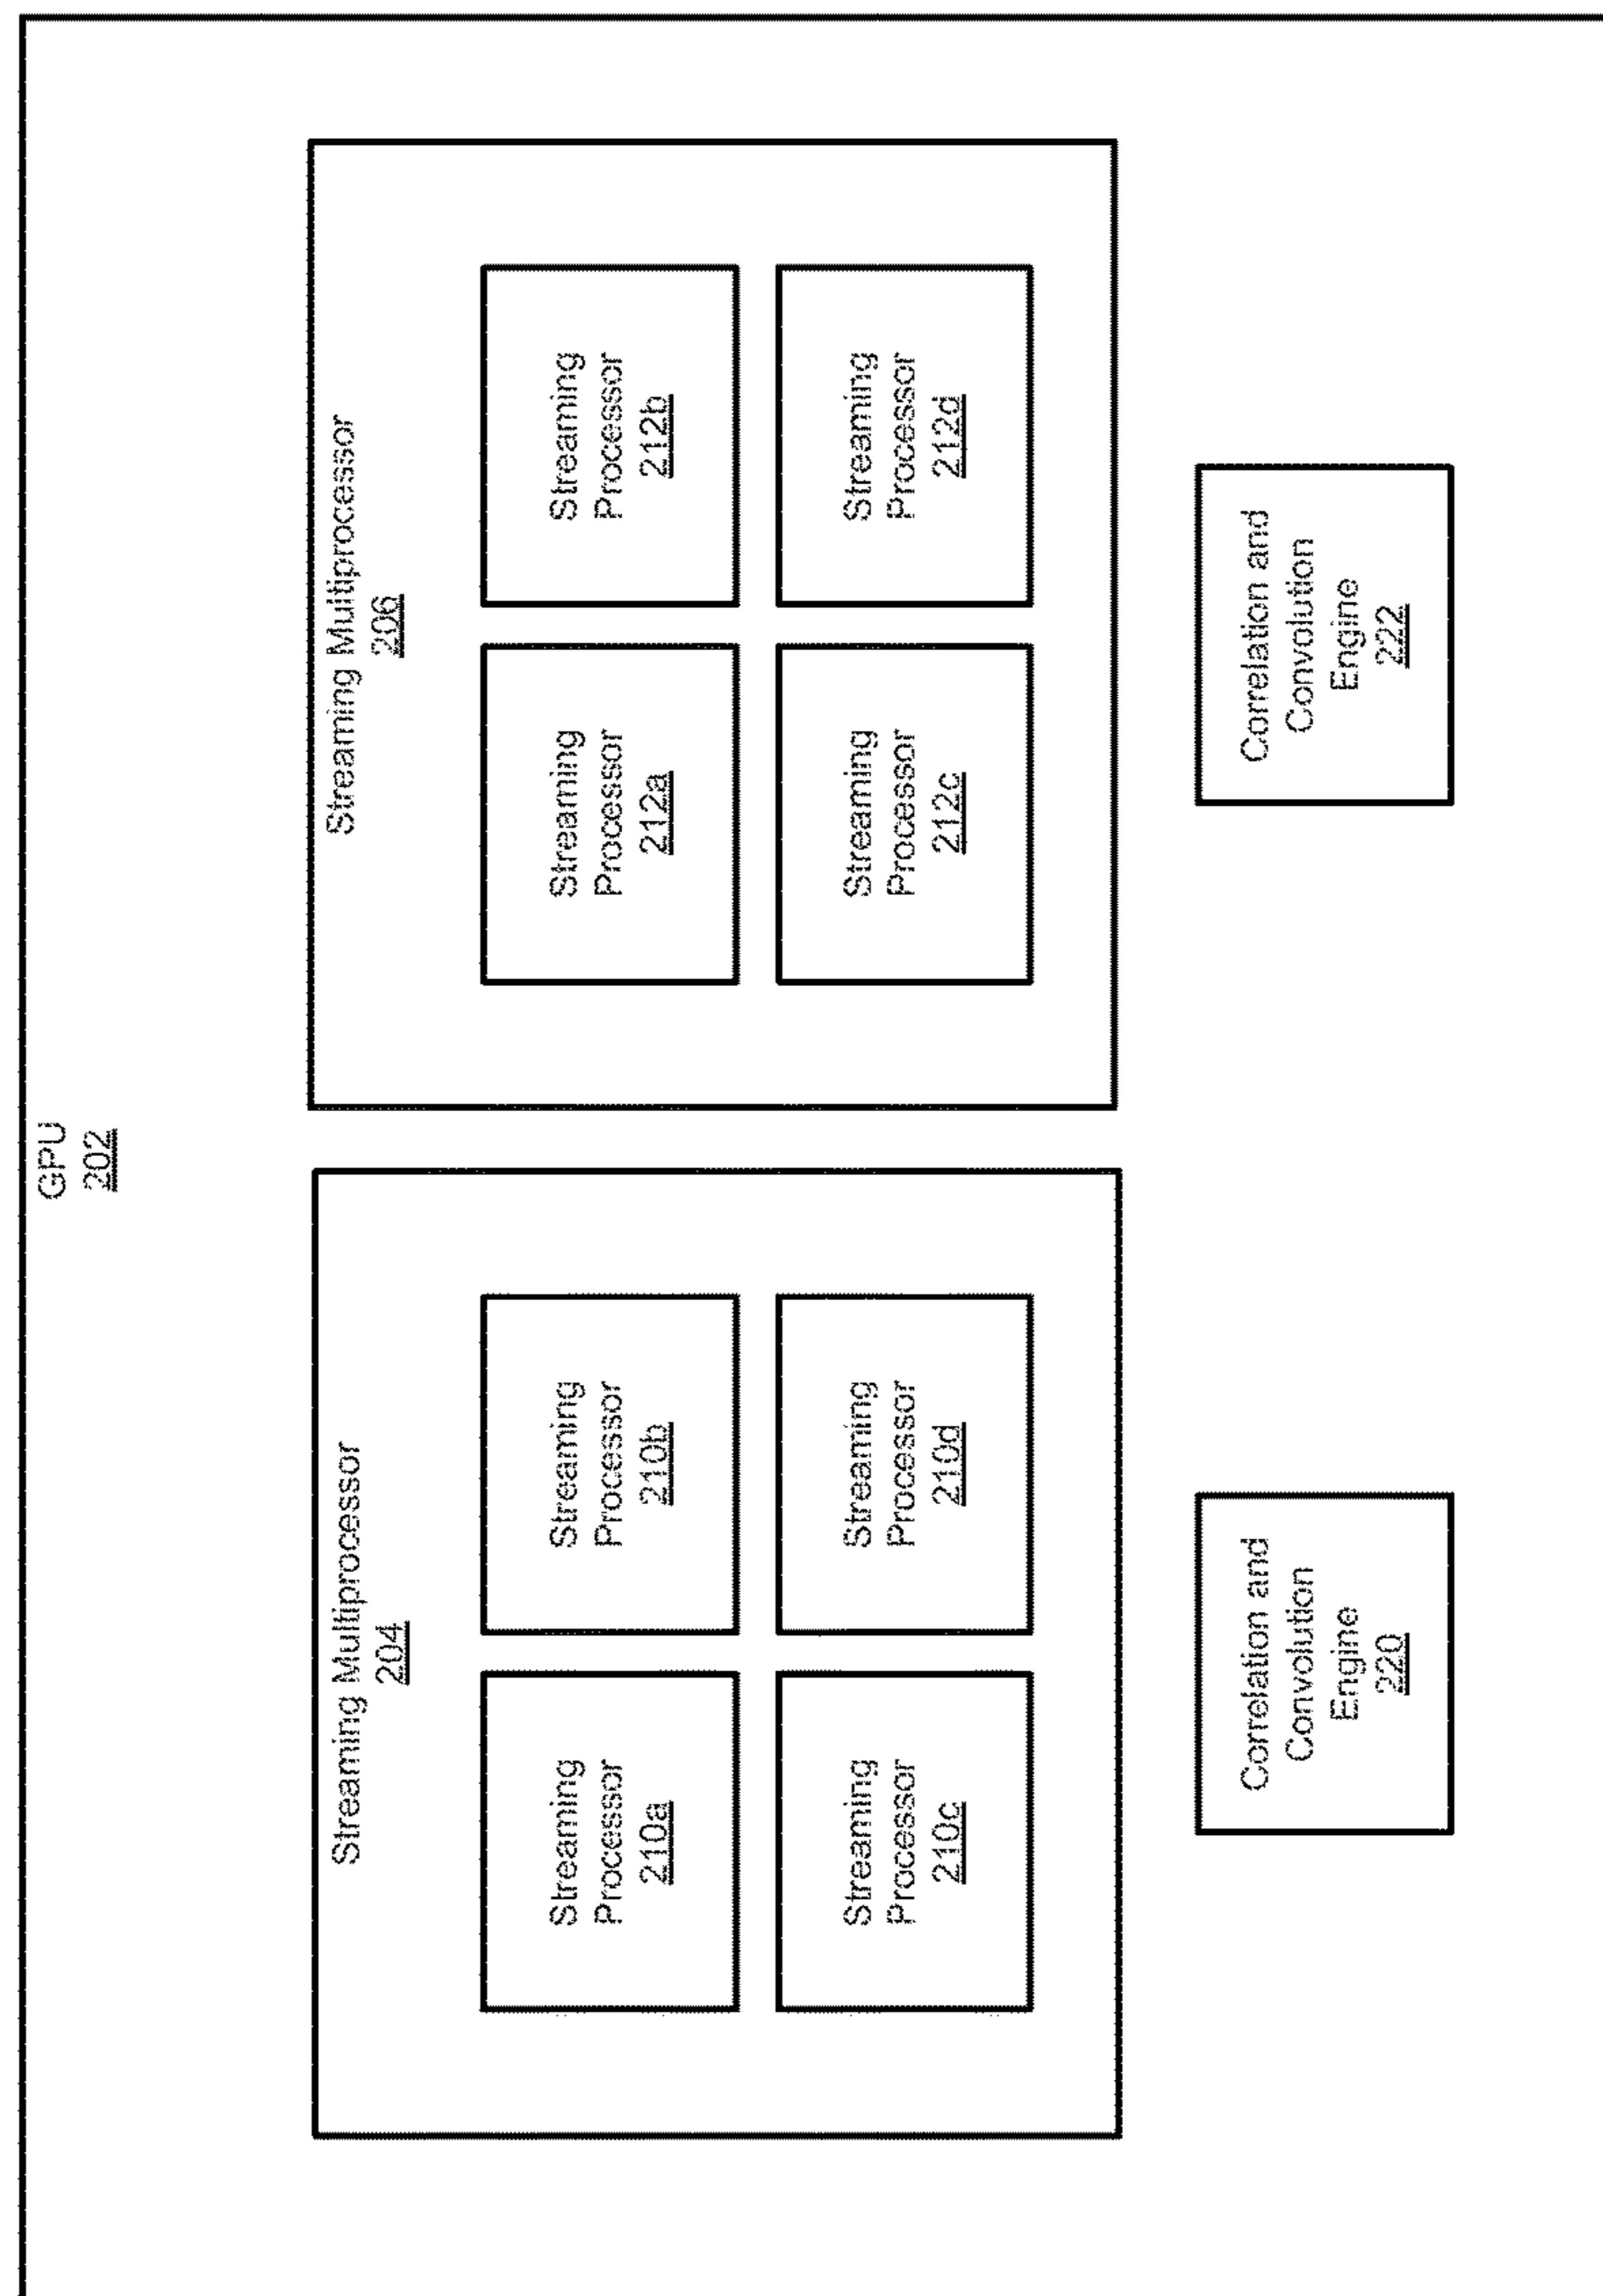 GPU
202
Streaming Multiprocessor
204
Streaming
Processor
210a
Streaming
Processor
210b
Streaming
Processor
210c
Streaming
Processor
210d
Streaming Multiprocessor
206
Streaming
Processor
212a
Streaming
Processor
212b
Streaming
Processor
212c
Streaming
Processor
212d
Correlation and
Convolution
Engine
220
Correlation and
Convolution
Engine
222